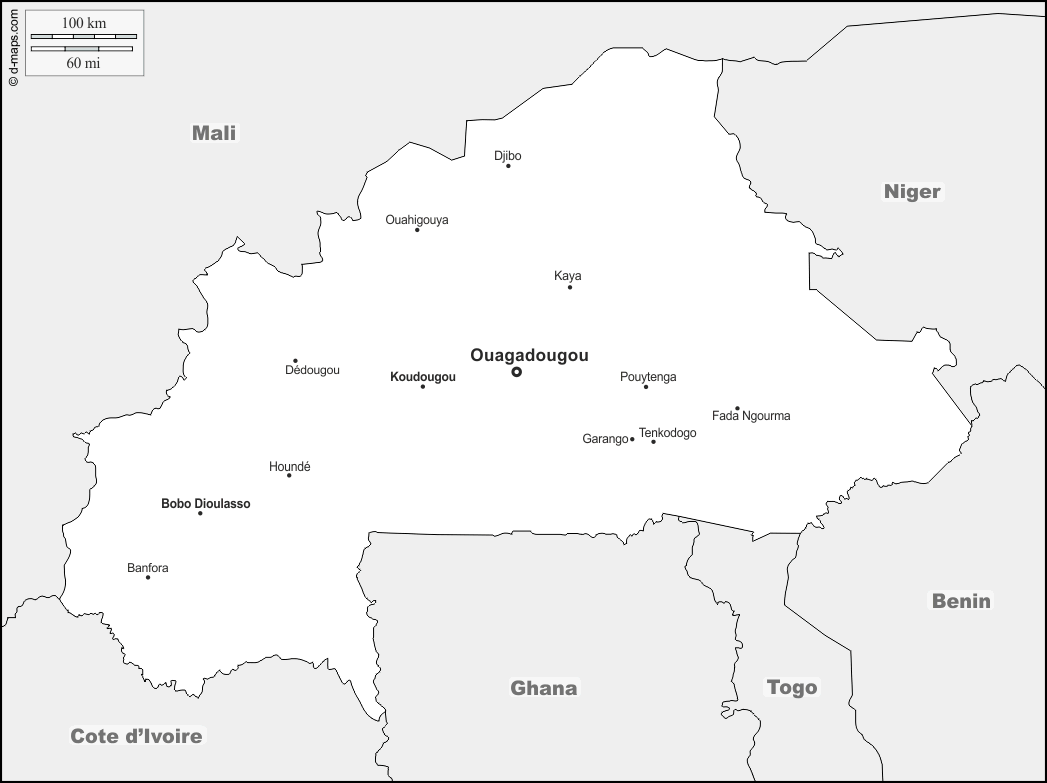 100 km
60 mi
© d-maps.com
Mali
Djibo
Niger
Ouahigouya
Kaya
Ouagadougou
Dédougou
Koudougou
Pouytenga
Fada Ngourma
Garango
Tenkodogo
Houndé
Bobo Dioulasso
Banfora
Benin
Ghana
Togo
Cote d'Ivoire